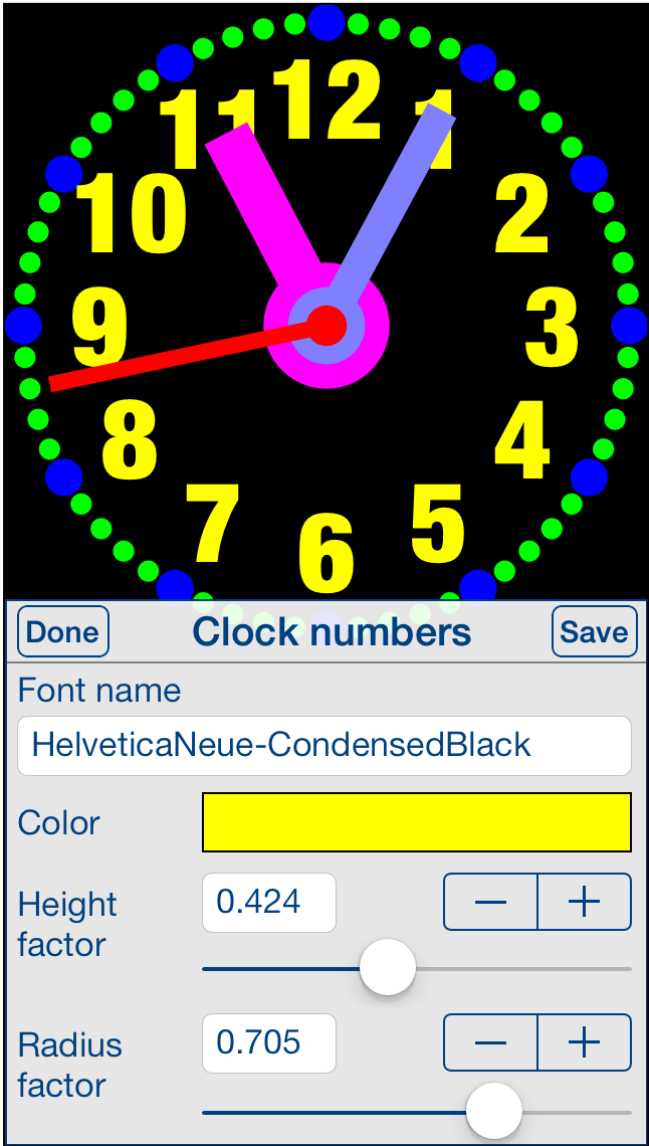 12
11 1
10 2
9 3
8 4
7 5
6
Done Clock numbers Save
Font name
HelveticaNeue-CondensedBlack
Color
Height
factor
0.424
− +
Radius
factor
0.705
− +